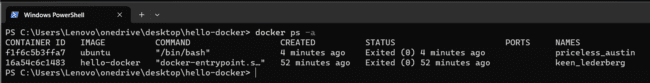 Windows PowerShell
PS C:\Users\Lenovo\onedrive\desktop\hello-docker> docker ps -a
CONTAINER ID IMAGE COMMAND CREATED STATUS PORTS NAMES
f1f6c5b3ffa7 ubuntu "/bin/bash" 4 minutes ago Exited (0) 4 minutes ago priceless_austin
16a54c6c1483 hello-docker "docker-entrypoint.s…" 52 minutes ago Exited (0) 52 minutes ago keen_lederberg
PS C:\Users\Lenovo\onedrive\desktop\hello-docker>